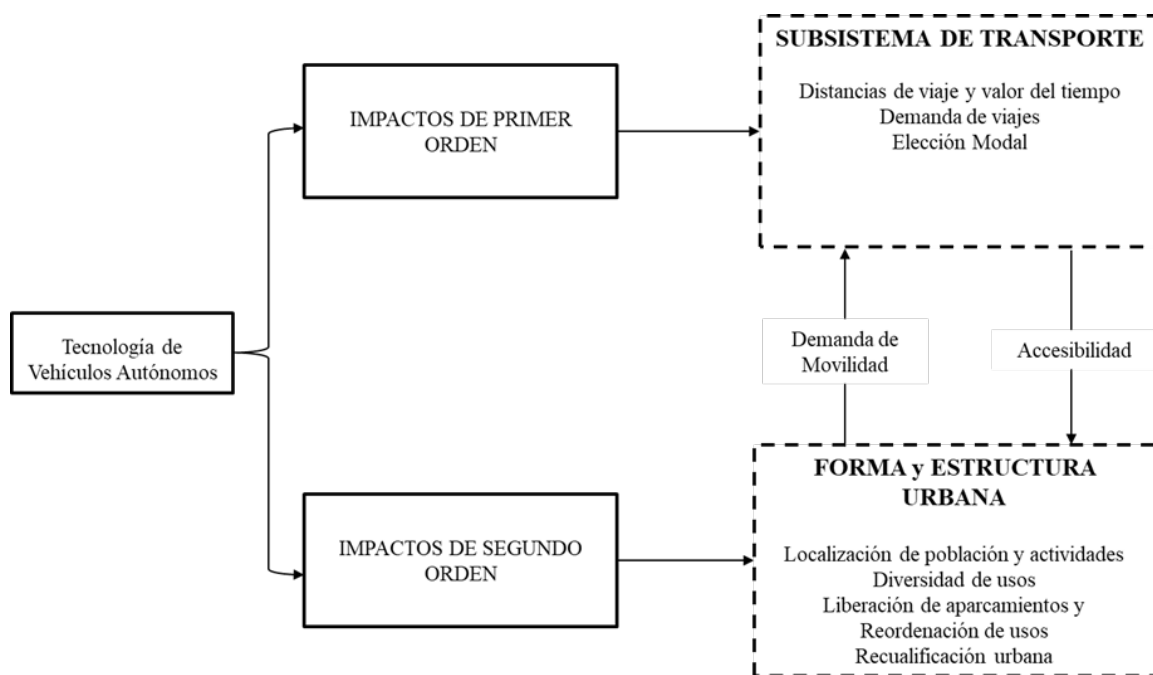 Tecnología de
Vehículos Autónomos
IMPACTOS DE PRIMER
ORDEN
SUBSISTEMA DE TRANSPORTE
Distancias de viaje y valor del tiempo
Demanda de viajes
Elección Modal
Demanda de
Movilidad
Accesibilidad
IMPACTOS DE SEGUNDO
ORDEN
FORMA y ESTRUCTURA
URBANA
Localización de población y actividades
Diversidad de usos
Liberación de aparcamientos y
Reordenación de usos
Recualificación urbana